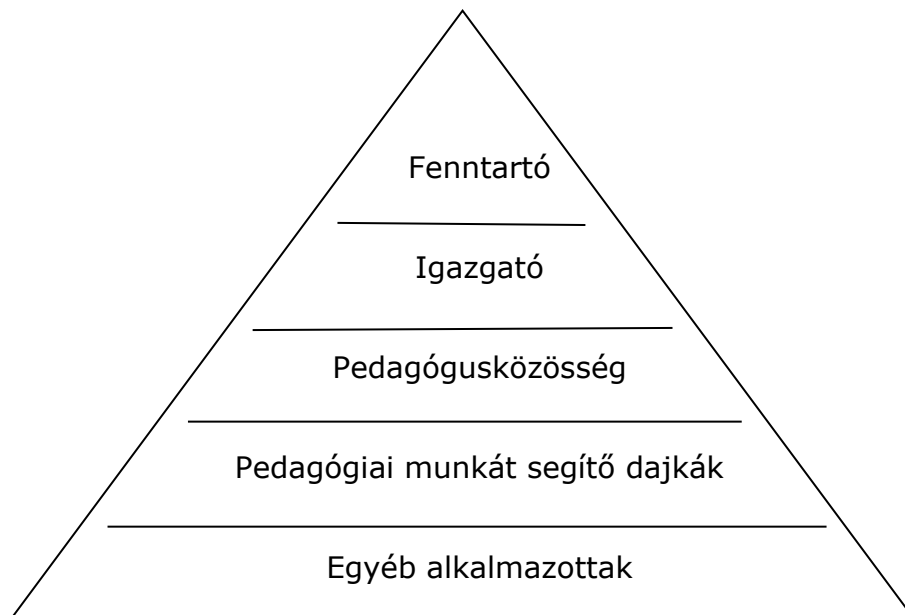 Fenntartó
Igazgató
Pedagógusközösség
Pedagógiai munkát segítő dajkák
Egyéb alkalmazottak